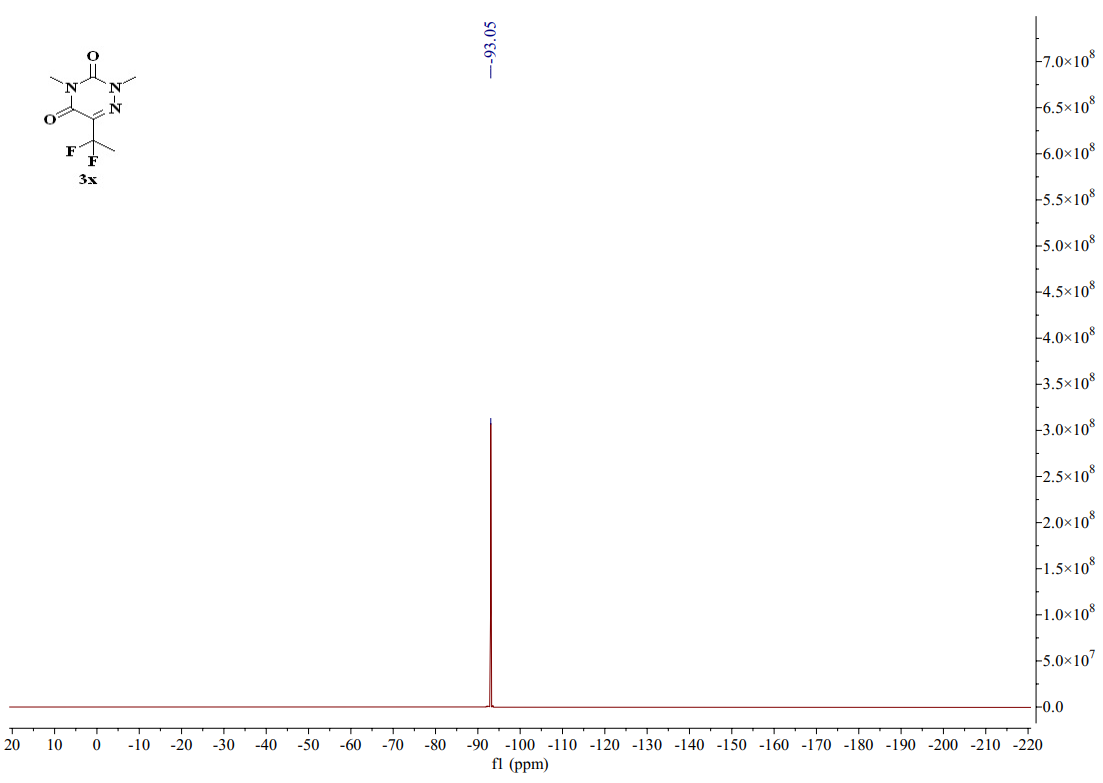 -93.05
O
N
N
N
O
F
F
3x
7.0×10⁸
6.5×10⁸
6.0×10⁸
5.5×10⁸
5.0×10⁸
4.5×10⁸
4.0×10⁸
3.5×10⁸
3.0×10⁸
2.5×10⁸
2.0×10⁸
1.5×10⁸
1.0×10⁸
5.0×10⁷
0.0
20 10 0 -10 -20 -30 -40 -50 -60 -70 -80 -90 -100 -110 -120 -130 -140 -150 -160 -170 -180 -190 -200 -210 -220
f1 (ppm)